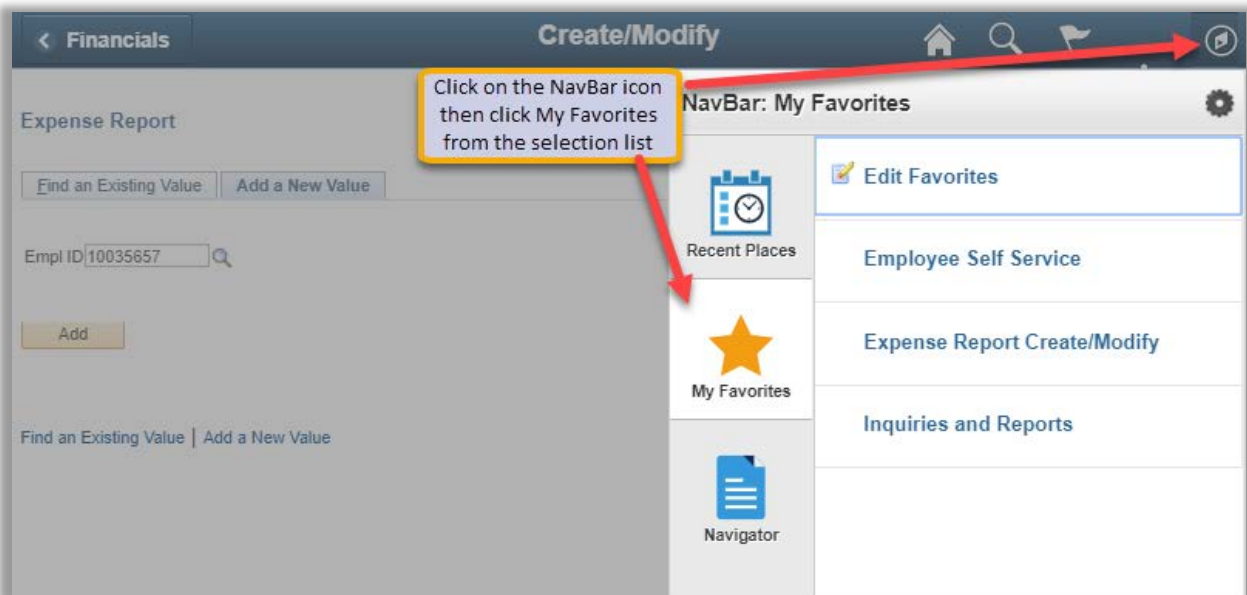 Financials
Create/Modify
Click on the NavBar icon
then click My Favorites
from the selection list
Expense Report
Find an Existing Value
Add a New Value
Empl ID 10035657
Add
Find an Existing Value | Add a New Value
NavBar: My Favorites
Recent Places
My Favorites
Navigator
Edit Favorites
Employee Self Service
Expense Report Create/Modify
Inquiries and Reports